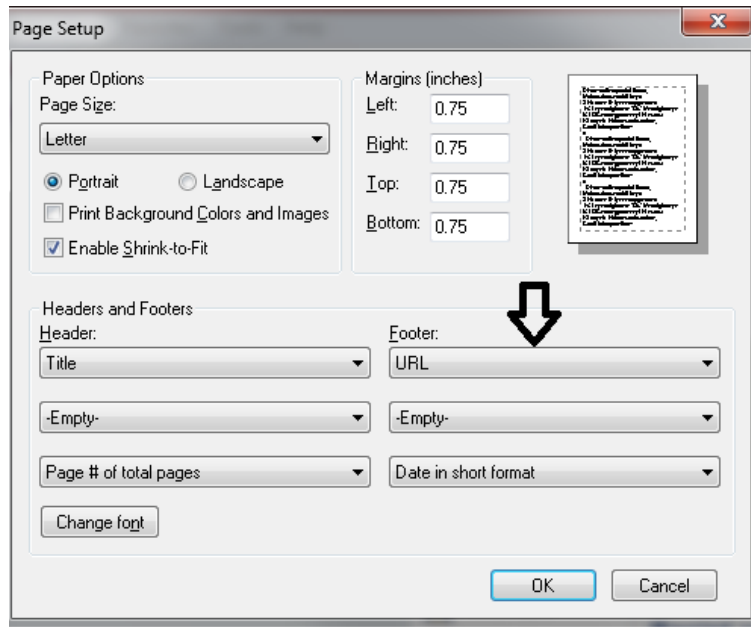 Page Setup
Paper Options
Page Size:
Letter
Portrait
Landscape
Print Background Colors and Images
Enable Shrink-to-Fit
Margins (inches)
Left: 0.75
Right: 0.75
Top: 0.75
Bottom: 0.75
Headers and Footers
Header:
Footer:
Title
URL
-Empty-
-Empty-
Page # of total pages
Date in short format
Change font
OK
Cancel